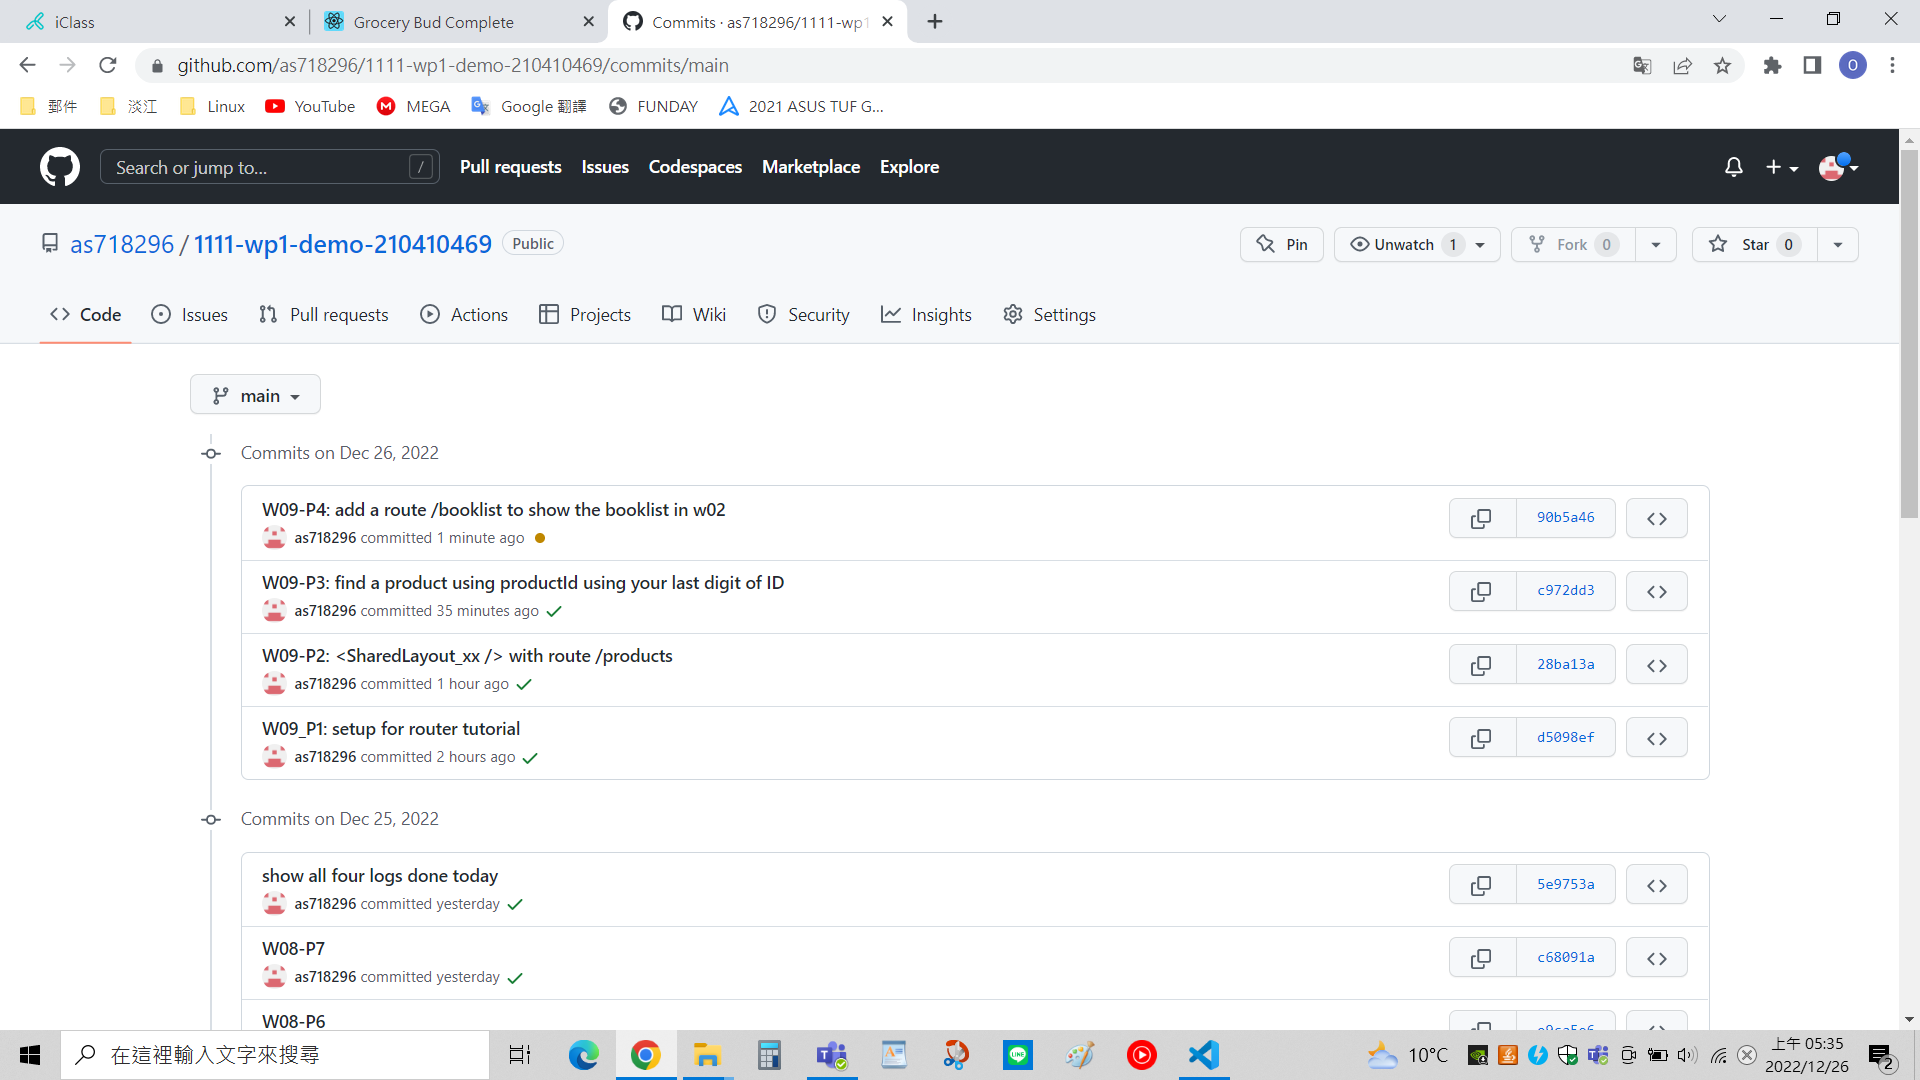 iClass
Grocery Bud Complete
Commits · as718296/1111-wp1
github.com/as718296/1111-wp1-demo-210410469/commits/main
O
郵件
淡江
Linux
YouTube
MEGA
Google 翻譯
FUNDAY
2021 ASUS TUF G...
Search or jump to...
/
Pull requests
Issues
Codespaces
Marketplace
Explore
as718296 / 1111-wp1-demo-210410469
Public
Pin
Unwatch 1
Fork 0
Star 0
Code
Issues
Pull requests
Actions
Projects
Wiki
Security
Insights
Settings
main
Commits on Dec 26, 2022
W09-P4: add a route /booklist to show the booklist in w02
as718296 committed 1 minute ago
90b5a46
W09-P3: find a product using productId using your last digit of ID
as718296 committed 35 minutes ago
c972dd3
W09-P2: <SharedLayout_xx /> with route /products
as718296 committed 1 hour ago
28ba13a
W09_P1: setup for router tutorial
as718296 committed 2 hours ago
d5098ef
Commits on Dec 25, 2022
show all four logs done today
as718296 committed yesterday
5e9753a
W08-P7
as718296 committed yesterday
c68091a
W08-P6
在這裡輸入文字來搜尋
10°C
上午 05:35
2022/12/26
2